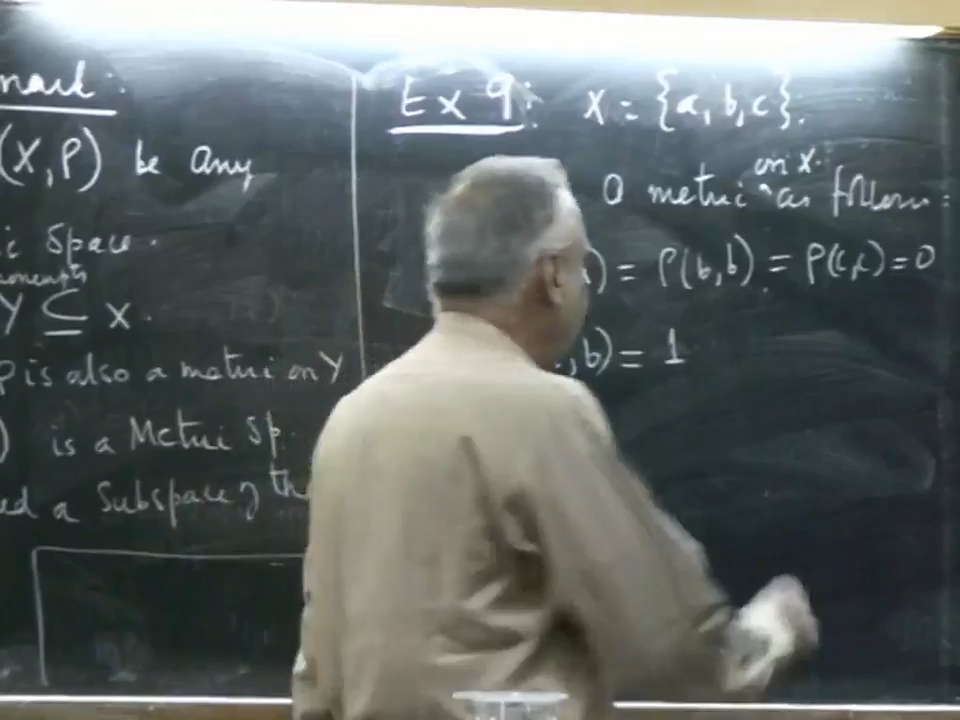 mark:
(X, ρ) be any
ic Space.
Y ⊆ X.
ρ is also a metric on Y
) is a Metric Sp.
ed a Subspace of th
Ex 9: X = {a, b, c}.
a metric on X as follows:
) = ρ(b, b) = ρ(c, c) = 0
, b) = 1